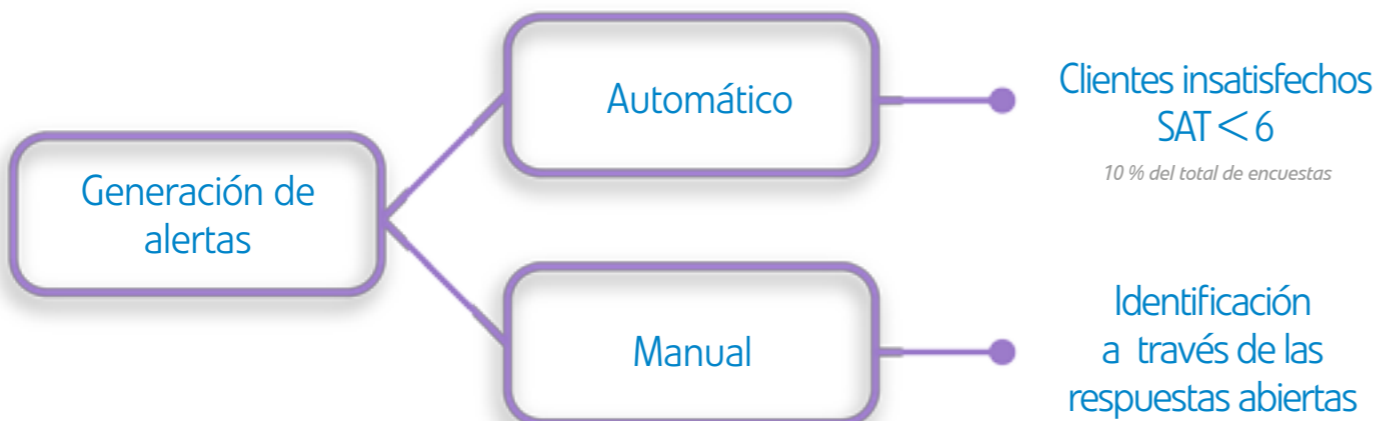 Generación de
alertas
Automático
Clientes insatisfechos
SAT < 6
10 % del total de encuestas
Manual
Identificación
a través de las
respuestas abiertas